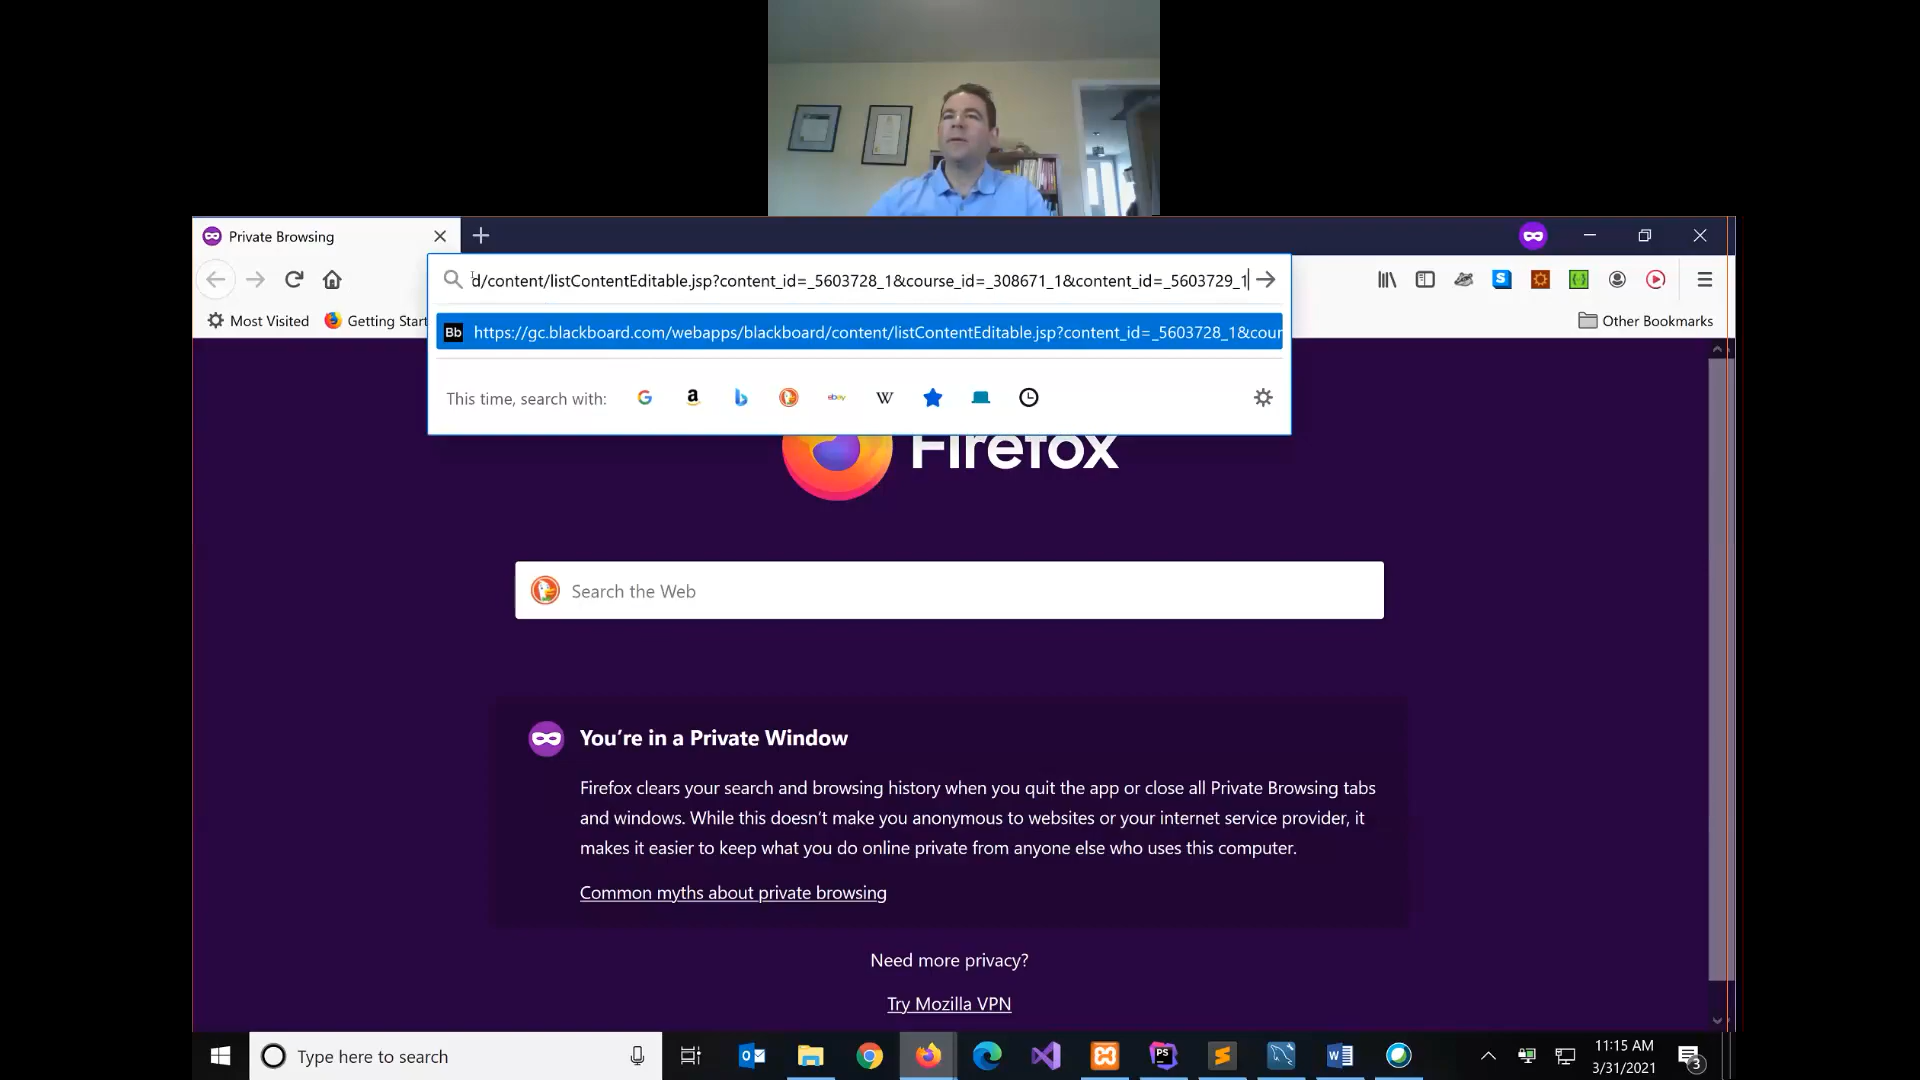 Private Browsing
d/content/listContentEditable.jsp?content_id=_5603728_1&course_id=_308671_1&content_id=_5603729_1
Most Visited
Getting Start
Other Bookmarks
Bb
https://gc.blackboard.com/webapps/blackboard/content/listContentEditable.jsp?content_id=_5603728_1&cour
This time, search with:
G
a
b
ebay
W
S
Firefox
Search the Web
You're in a Private Window
Firefox clears your search and browsing history when you quit the app or close all Private Browsing tabs
and windows. While this doesn't make you anonymous to websites or your internet service provider, it
makes it easier to keep what you do online private from anyone else who uses this computer.
Common myths about private browsing
Need more privacy?
Try Mozilla VPN
Type here to search
PS
11:15 AM
3/31/2021
3